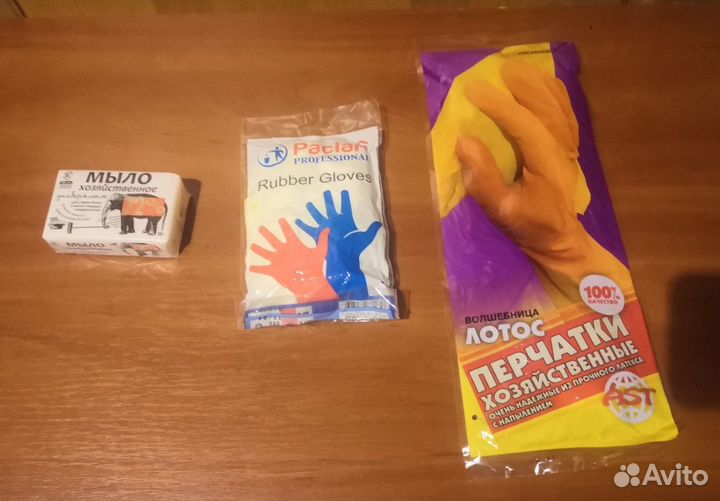 МЫЛО
хозяйственное
универсальное
МЫЛО
Paclan
PROFESSIONAL
Rubber Gloves
100%
КАЧЕСТВО
ВОЛШЕБНИЦА
ЛОТОС
ПЕРЧАТКИ
ХОЗЯЙСТВЕННЫЕ
ОЧЕНЬ НАДЕЖНЫЕ ИЗ ПРОЧНОГО ЛАТЕКСА
С НАПЫЛЕНИЕМ
AST
Avito